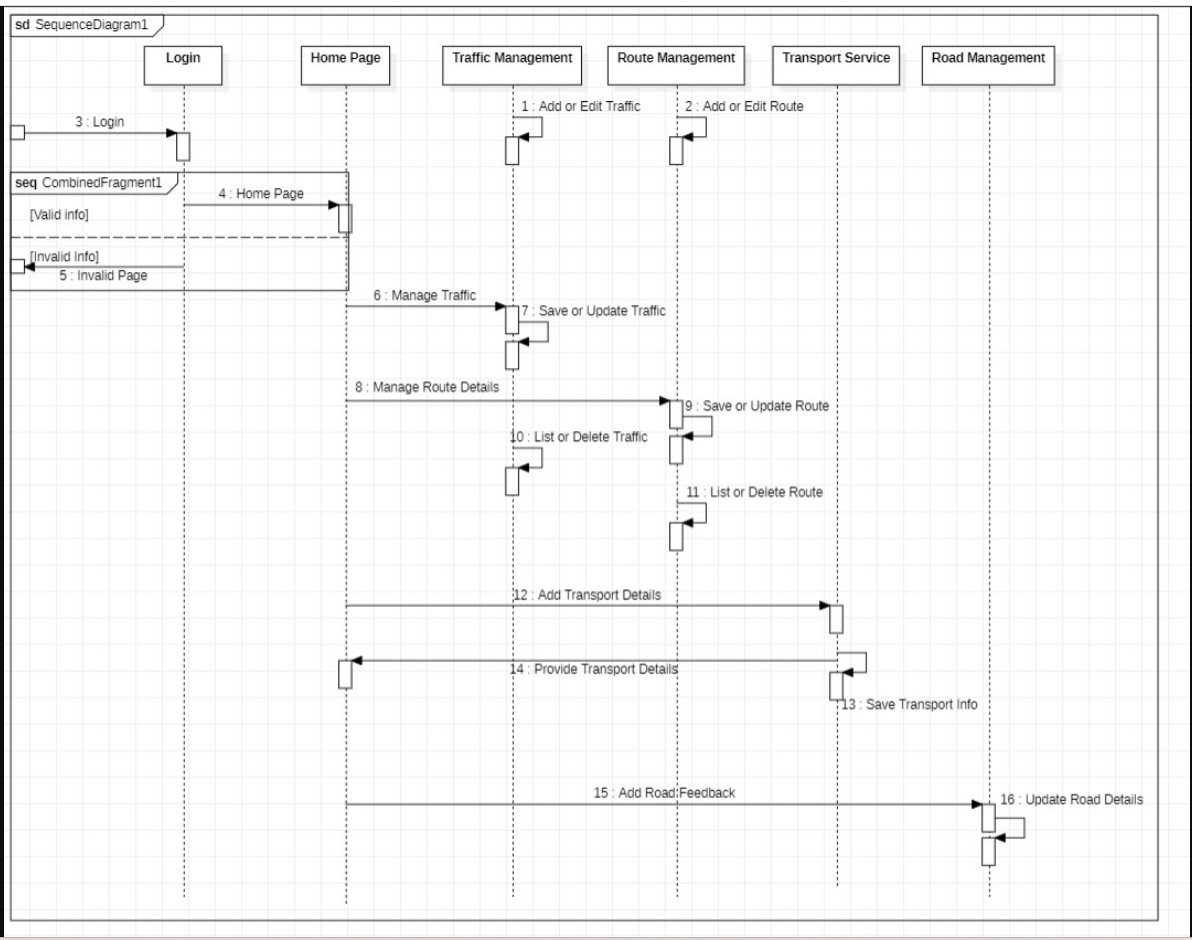 sd SequenceDiagram1
Login
Home Page
Traffic Management
Route Management
Transport Service
Road Management
1 : Add or Edit Traffic
2 : Add or Edit Route
3 : Login
seq CombinedFragment1
4 : Home Page
[Valid info]
[Invalid Info]
5 : Invalid Page
6 : Manage Traffic
7 : Save or Update Traffic
8 : Manage Route Details
9 : Save or Update Route
10 : List or Delete Traffic
11 : List or Delete Route
12 : Add Transport Details
14 : Provide Transport Details
13 : Save Transport Info
15 : Add Road Feedback
16 : Update Road Details